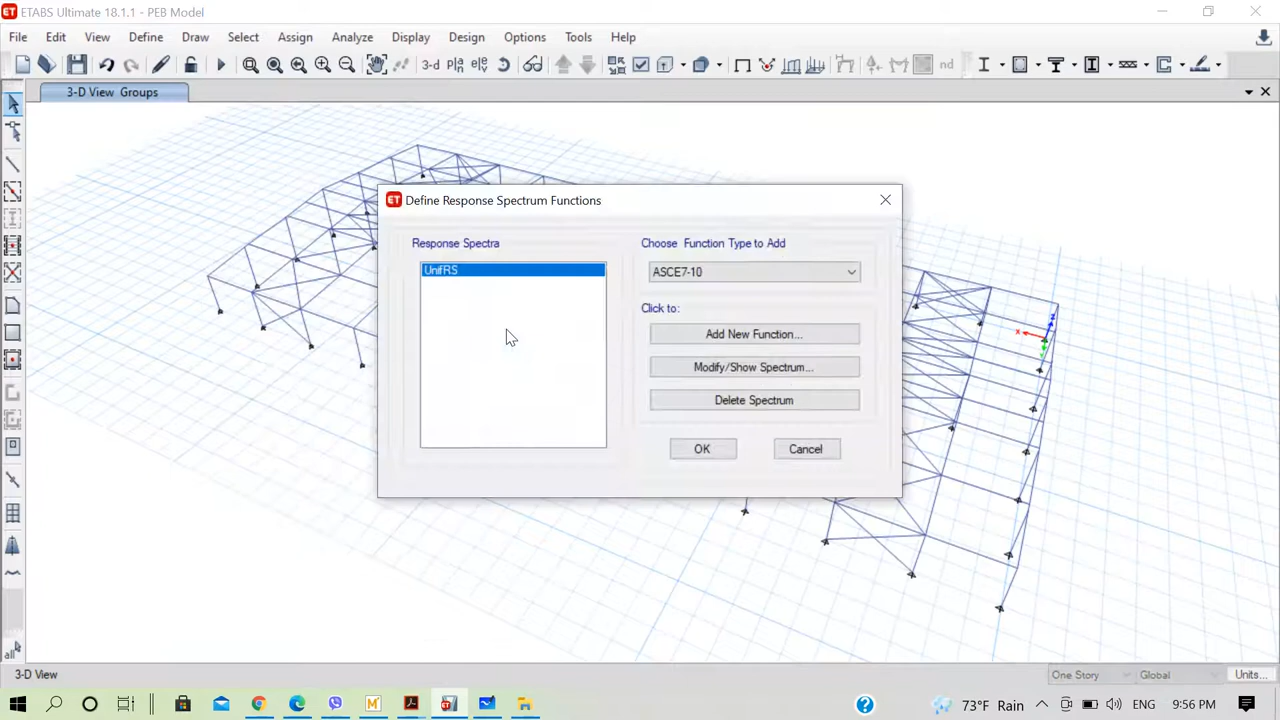 ETABS Ultimate 18.1.1 - PEB Model
File Edit View Define Draw Select Assign Analyze Display Design Options Tools Help
3-d nd
3-D View Groups
Define Response Spectrum Functions
Response Spectra
Choose Function Type to Add
UnifRS
ASCE7-10
Click to:
Add New Function...
Modify/Show Spectrum...
Delete Spectrum
OK Cancel
all
3-D View
One Story Global Units...
73°F Rain ENG 9:56 PM